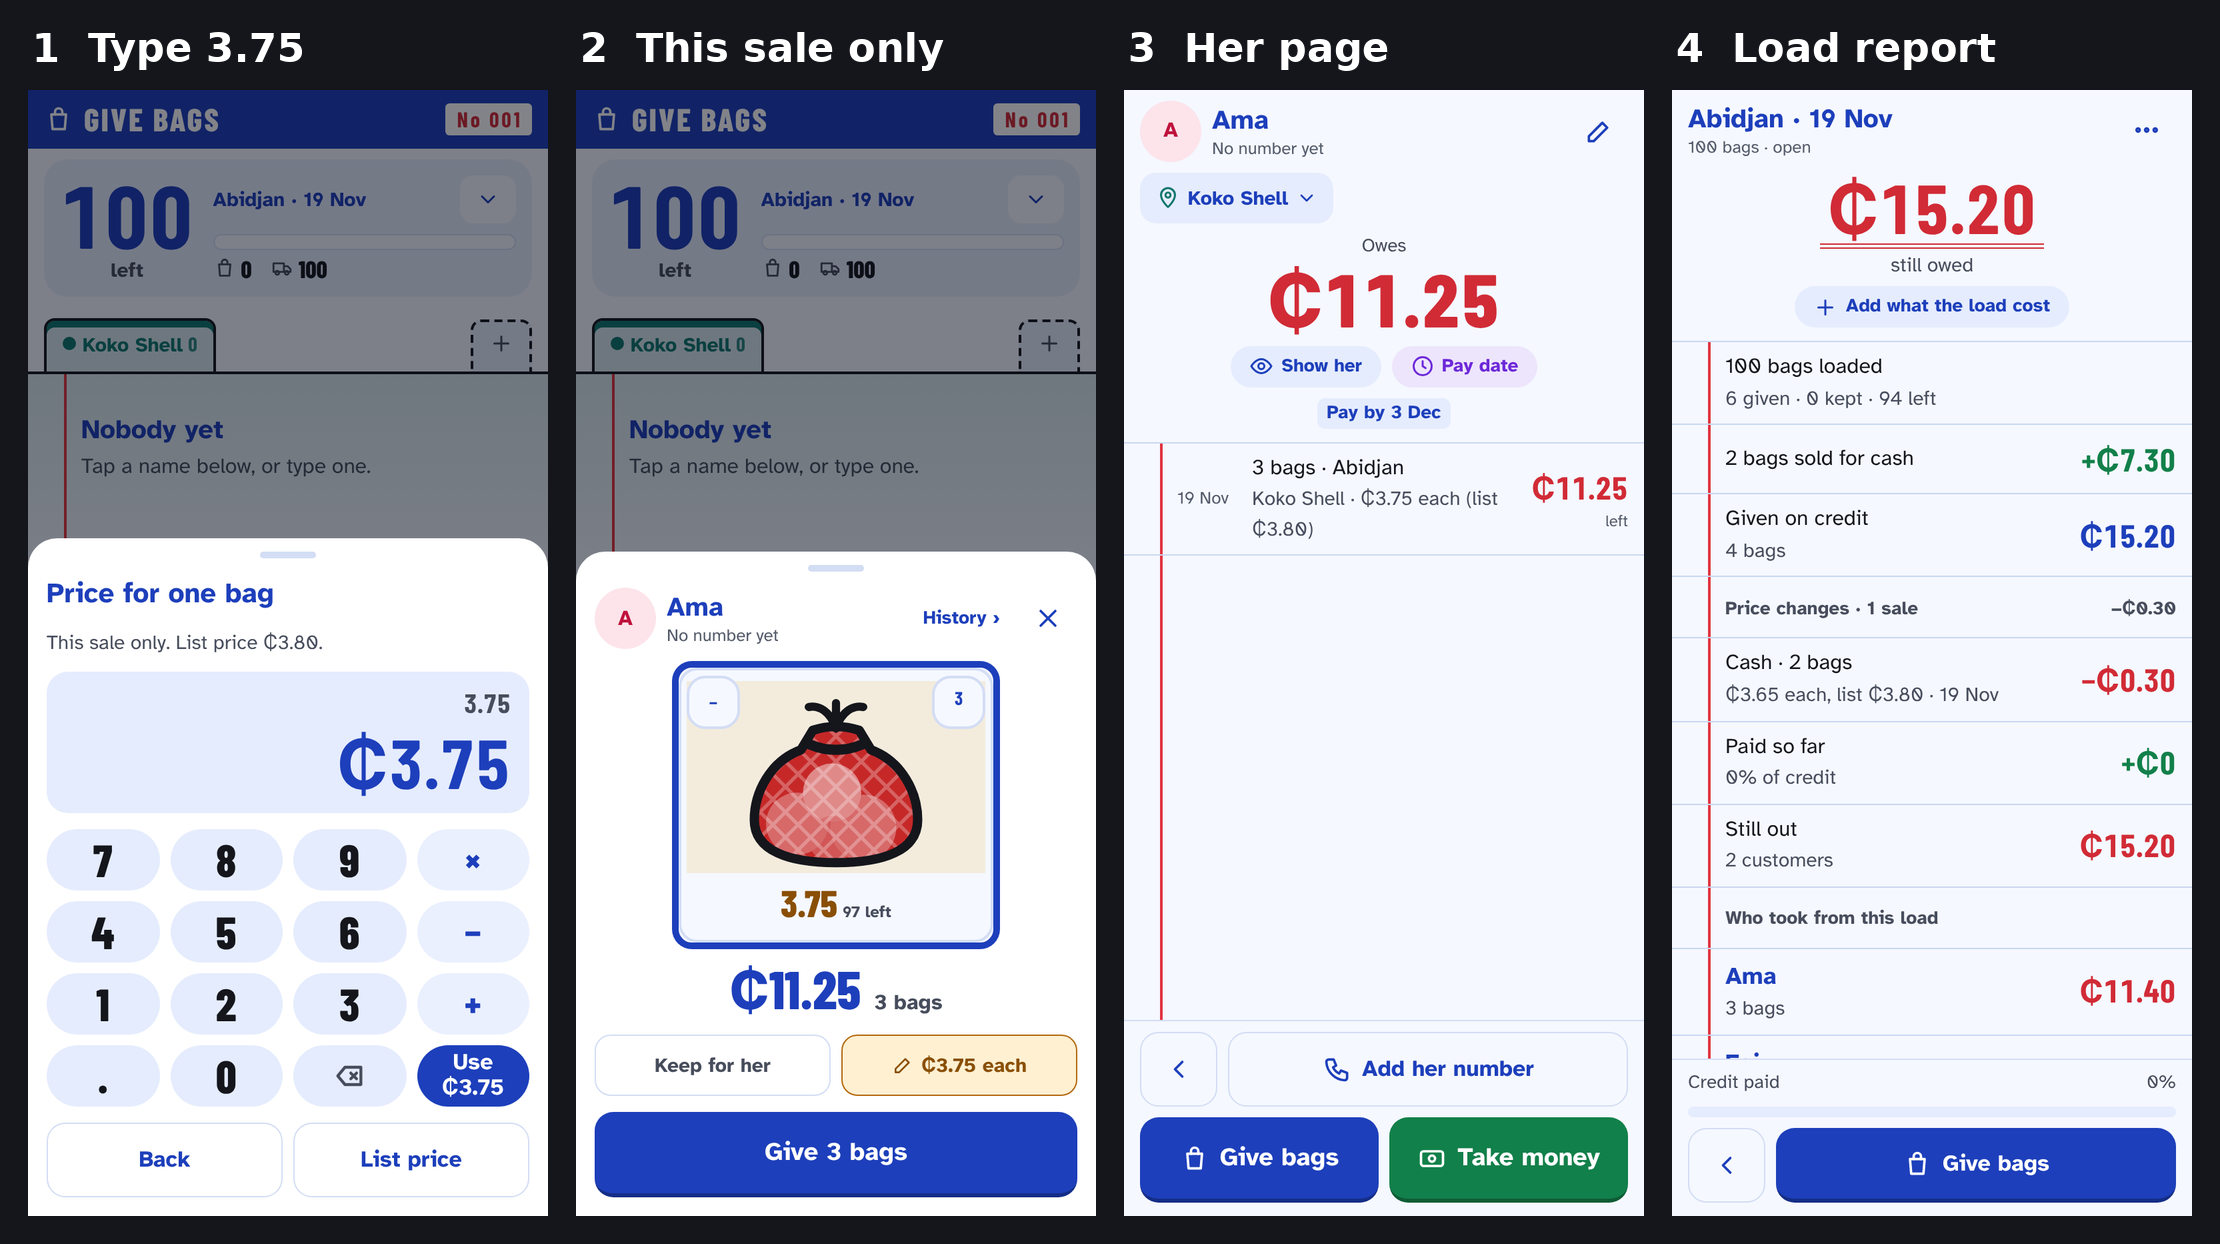 1 Type 3.75
GIVE BAGS
No 001
100
left
Abidjan · 19 Nov
0
100
Koko Shell 0
+
Nobody yet
Tap a name below, or type one.
Price for one bag
This sale only. List price ₵3.80.
3.75
₵3.75
7 8 9 ×
4 5 6 −
1 2 3 +
. 0
Use
₵3.75
Back
List price
2 This sale only
GIVE BAGS
No 001
100
left
Abidjan · 19 Nov
0
100
Koko Shell 0
+
Nobody yet
Tap a name below, or type one.
A
Ama
No number yet
History ›
-
3
3.75 97 left
₵11.25 3 bags
Keep for her
₵3.75 each
Give 3 bags
3 Her page
A
Ama
No number yet
Koko Shell
Owes
₵11.25
Show her
Pay date
Pay by 3 Dec
19 Nov
3 bags · Abidjan
Koko Shell · ₵3.75 each (list
₵3.80)
₵11.25
left
Add her number
Give bags
Take money
4 Load report
Abidjan · 19 Nov
100 bags · open
₵15.20
still owed
+ Add what the load cost
100 bags loaded
6 given · 0 kept · 94 left
2 bags sold for cash
+₵7.30
Given on credit
4 bags
₵15.20
Price changes · 1 sale
−₵0.30
Cash · 2 bags
₵3.65 each, list ₵3.80 · 19 Nov
−₵0.30
Paid so far
0% of credit
+₵0
Still out
2 customers
₵15.20
Who took from this load
Ama
3 bags
₵11.40
Credit paid
0%
Give bags